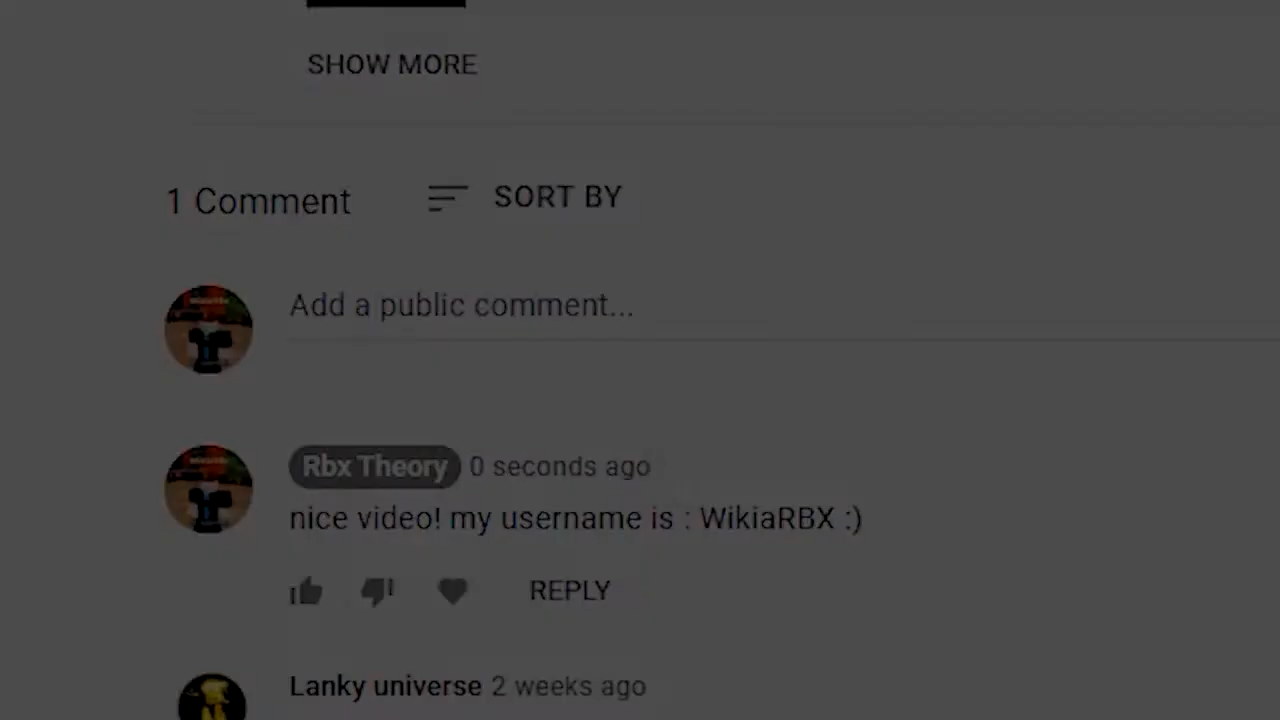 SHOW MORE
1 Comment SORT BY
Add a public comment...
Rbx Theory 0 seconds ago
nice video! my username is : WikiaRBX :)
REPLY
Lanky universe 2 weeks ago